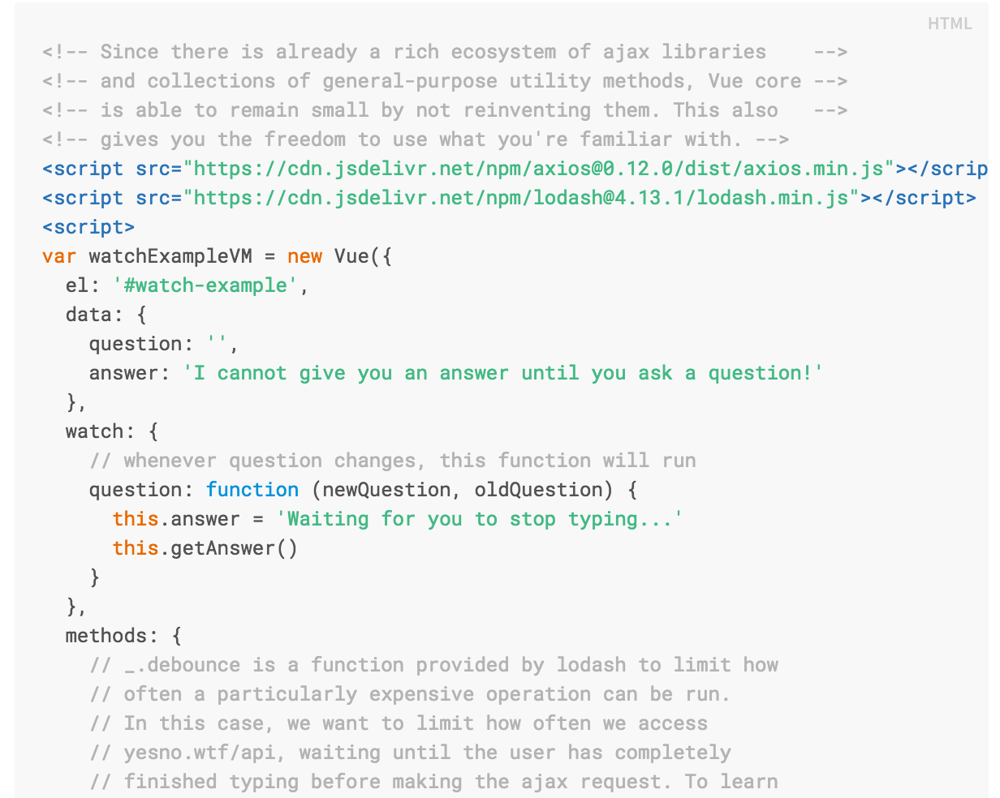 HTML
<!-- Since there is already a rich ecosystem of ajax libraries    -->
<!-- and collections of general-purpose utility methods, Vue core -->
<!-- is able to remain small by not reinventing them. This also   -->
<!-- gives you the freedom to use what you're familiar with. -->
<script src="https://cdn.jsdelivr.net/npm/axios@0.12.0/dist/axios.min.js"></scrip
<script src="https://cdn.jsdelivr.net/npm/lodash@4.13.1/lodash.min.js"></script>
<script>
var watchExampleVM = new Vue({
  el: '#watch-example',
  data: {
    question: '',
    answer: 'I cannot give you an answer until you ask a question!'
  },
  watch: {
    // whenever question changes, this function will run
    question: function (newQuestion, oldQuestion) {
      this.answer = 'Waiting for you to stop typing...'
      this.getAnswer()
    }
  },
  methods: {
    // _.debounce is a function provided by lodash to limit how
    // often a particularly expensive operation can be run.
    // In this case, we want to limit how often we access
    // yesno.wtf/api, waiting until the user has completely
    // finished typing before making the ajax request. To learn